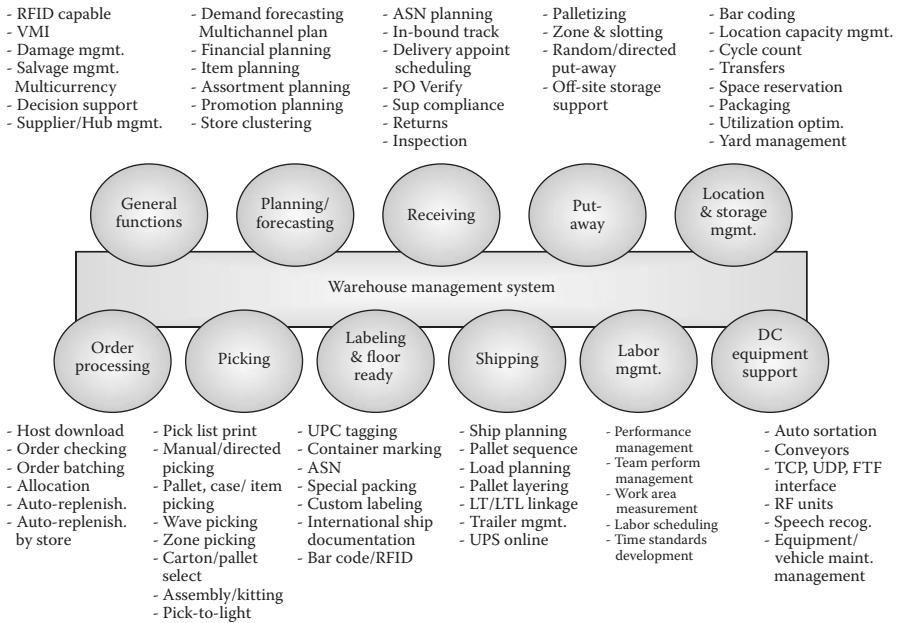 - RFID capable
- VMI
- Damage mgmt.
- Salvage mgmt.
Multicurrency
- Decision support
- Supplier/Hub mgmt.
- Demand forecasting
Multichannel plan
- Financial planning
- Item planning
- Assortment planning
- Promotion planning
- Store clustering
- ASN planning
- In-bound track
- Delivery appoint
scheduling
- PO Verify
- Sup compliance
- Returns
- Inspection
- Palletizing
- Zone & slotting
- Random/directed
put-away
- Off-site storage
support
- Bar coding
- Location capacity mgmt.
- Cycle count
- Transfers
- Space reservation
- Packaging
- Utilization optim.
- Yard management
General
functions
Planning/
forecasting
Receiving
Put-
away
Location
& storage
mgmt.
Warehouse management system
Order
processing
Picking
Labeling
& floor
ready
Shipping
Labor
mgmt.
DC
equipment
support
- Host download
- Order checking
- Order batching
- Allocation
- Auto-replenish.
- Auto-replenish.
by store
- Pick list print
- Manual/directed
picking
- Pallet, case/ item
picking
- Wave picking
- Zone picking
- Carton/pallet
select
- Assembly/kitting
- Pick-to-light
- UPC tagging
- Container marking
- ASN
- Special packing
- Custom labeling
- International ship
documentation
- Bar code/RFID
- Ship planning
- Pallet sequence
- Load planning
- Pallet layering
- LT/LTL linkage
- Trailer mgmt.
- UPS online
- Performance
management
- Team perform
management
- Work area
measurement
- Labor scheduling
- Time standards
development
- Auto sortation
- Conveyors
- TCP, UDP, FTF
interface
- RF units
- Speech recog.
- Equipment/
vehicle maint.
management